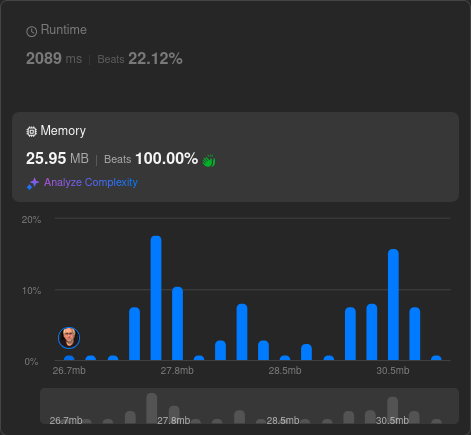 Runtime
2089 ms | Beats 22.12%
Memory
25.95 MB | Beats 100.00%
Analyze Complexity
20%
10%
0%
26.7mb 27.8mb 28.5mb 30.5mb
26.7mb 27.8mb 28.5mb 30.5mb